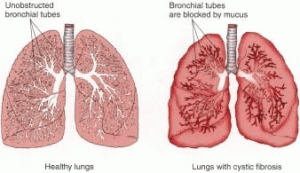 Unobstructed
bronchial tubes
Bronchial tubes
are blocked by mucus
Healthy lungs
Lungs with cystic fibrosis